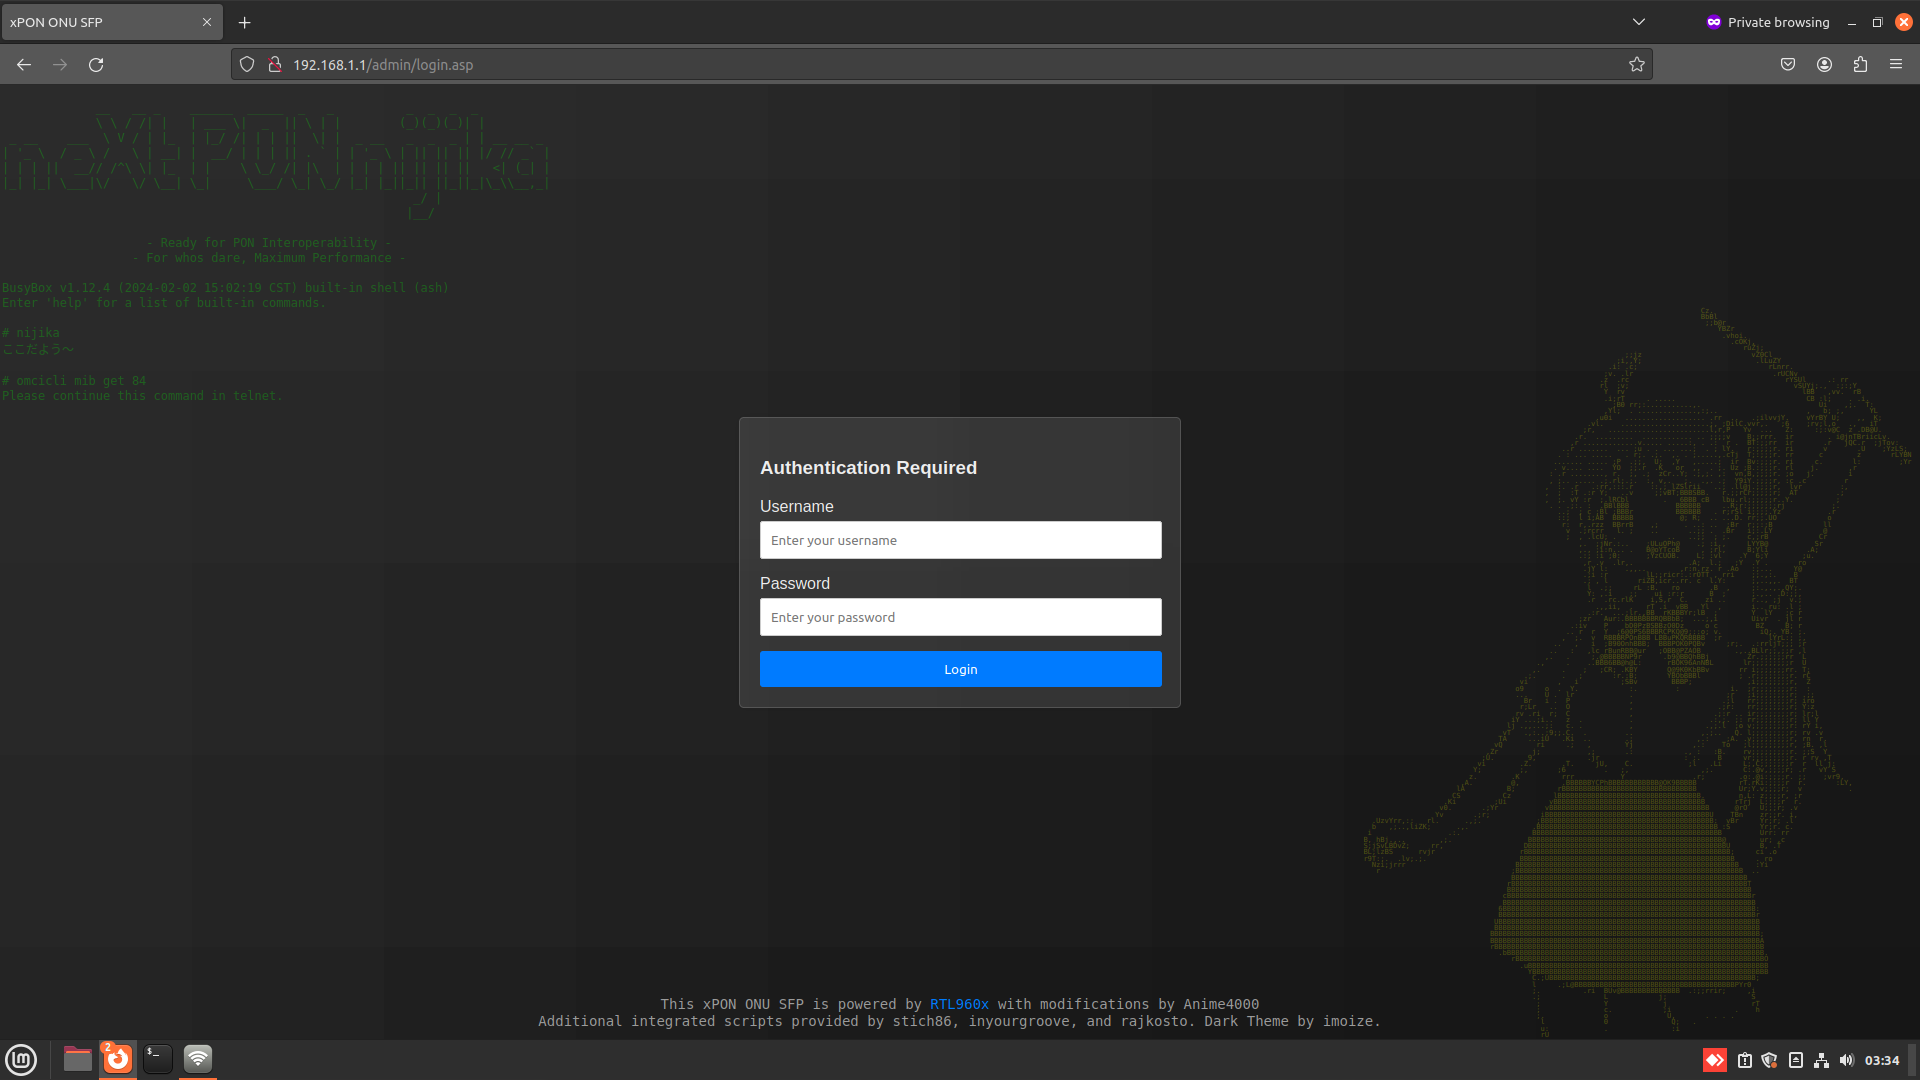 xPON ONU SFP
Private browsing
192.168.1.1/admin/login.asp
- Ready for PON Interoperability -
- For whos dare, Maximum Performance -
BusyBox v1.12.4 (2024-02-02 15:02:19 CST) built-in shell (ash)
Enter 'help' for a list of built-in commands.
# nijika
ここだよう〜
# omcicli mib get 84
Please continue this command in telnet.
Authentication Required
Username
Enter your username
Password
Enter your password
Login
This xPON ONU SFP is powered by RTL960x with modifications by Anime4000
Additional integrated scripts provided by stich86, inyourgroove, and rajkosto. Dark Theme by imoize.
2
03:34